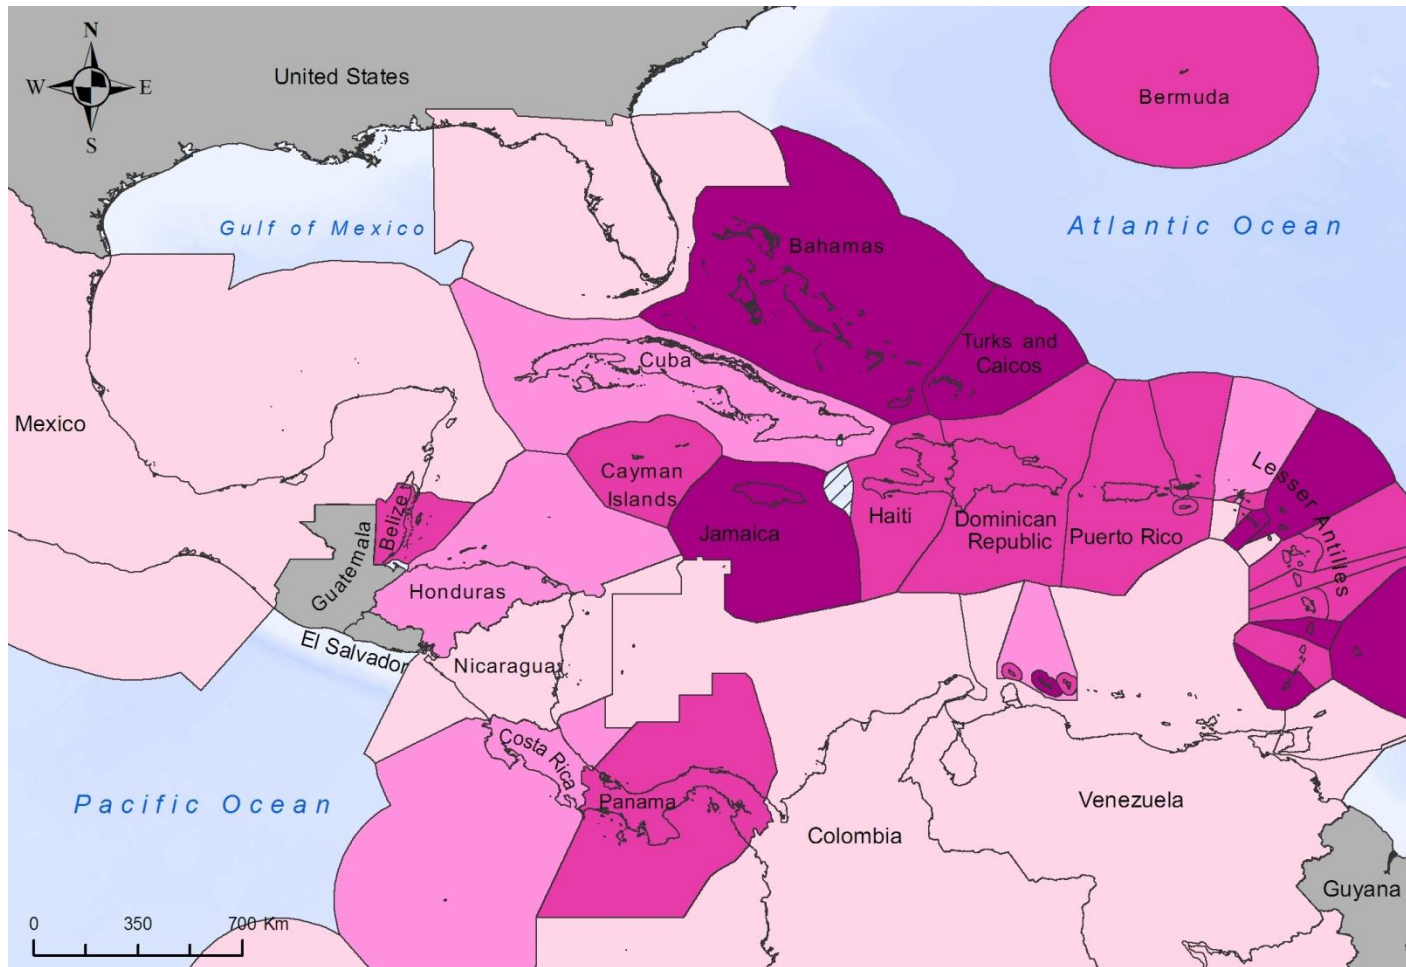 N
United States
W
E
Bermuda
S
Gulf of Mexico
Atlantic Ocean
Bahamas
Turks and
Caicos
Cuba
Mexico
Cayman
Islands
Lesser Antilles
Belize
Haiti
Dominican
Republic
Puerto Rico
Jamaica
Guatemala
Honduras
El Salvador
Nicaragua
Costa Rica
Panama
Pacific Ocean
Venezuela
Colombia
Guyana
0 350 700 Km